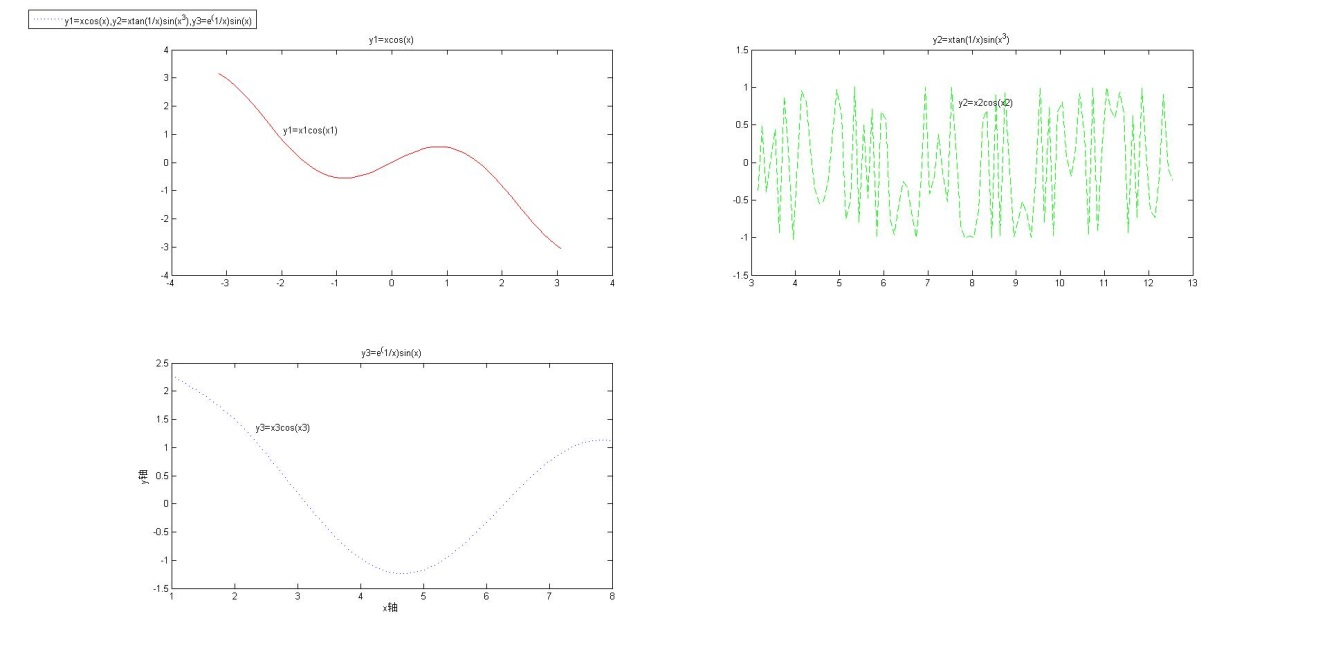 y1=xcos(x),y2=xtan(1/x)sin(x³),y3=e⁽1/x)sin(x)
y1=xcos(x)
4
3
2
1
0
-1
-2
-3
-4
y1=x1cos(x1)
-4 -3 -2 -1 0 1 2 3 4
y2=xtan(1/x)sin(x³)
1.5
1
0.5
0
-0.5
-1
-1.5
y2=x2cos(x2)
3 4 5 6 7 8 9 10 11 12 13
y3=e⁽1/x)sin(x)
2.5
2
1.5
1
0.5
0
-0.5
-1
-1.5
y轴
y3=x3cos(x3)
1 2 3 4 5 6 7 8
x轴